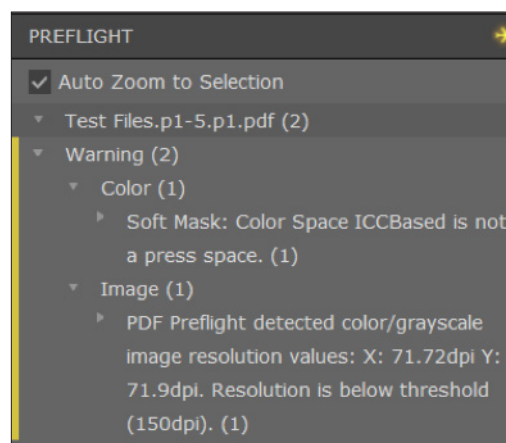 PREFLIGHT
Auto Zoom to Selection
Test Files.p1-5.p1.pdf (2)
Warning (2)
Color (1)
Soft Mask: Color Space ICCBased is not
a press space. (1)
Image (1)
PDF Preflight detected color/grayscale
image resolution values: X: 71.72dpi Y:
71.9dpi. Resolution is below threshold
(150dpi). (1)